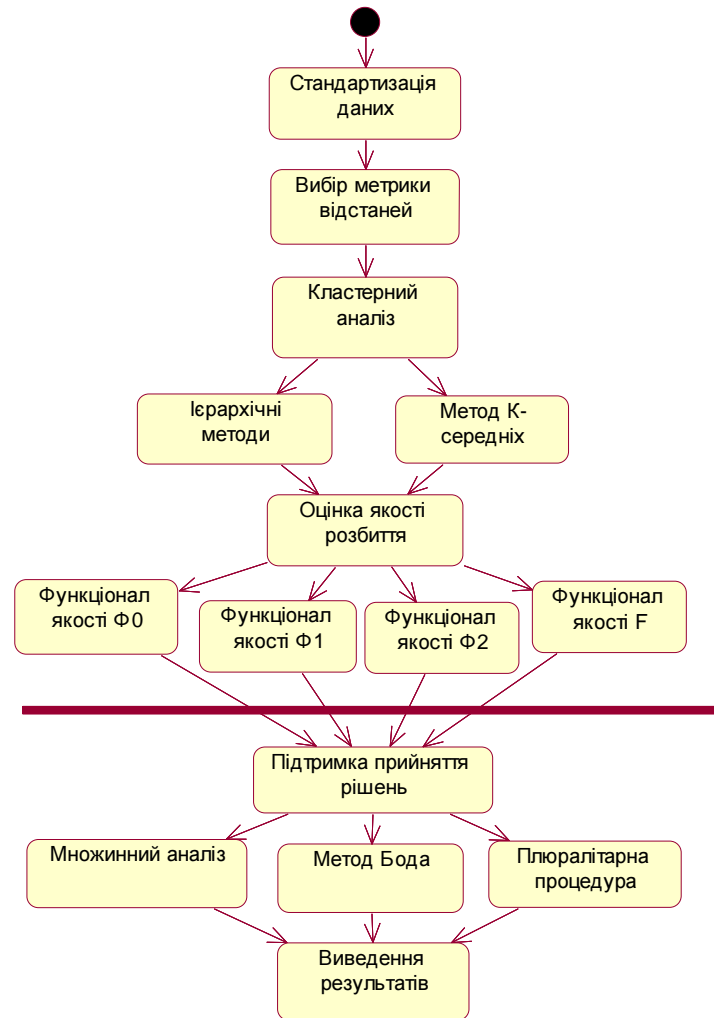 Стандартизація
даних
Вибір метрики
відстаней
Кластерний
аналіз
Ієрархічні
методи
Метод К-
середніх
Оцінка якості
розбиття
Функціонал
якості Ф0
Функціонал
якості Ф1
Функціонал
якості Ф2
Функціонал
якості F
Підтримка прийняття
рішень
Множинний аналіз
Метод Бода
Плюралітарна
процедура
Виведення
результатів